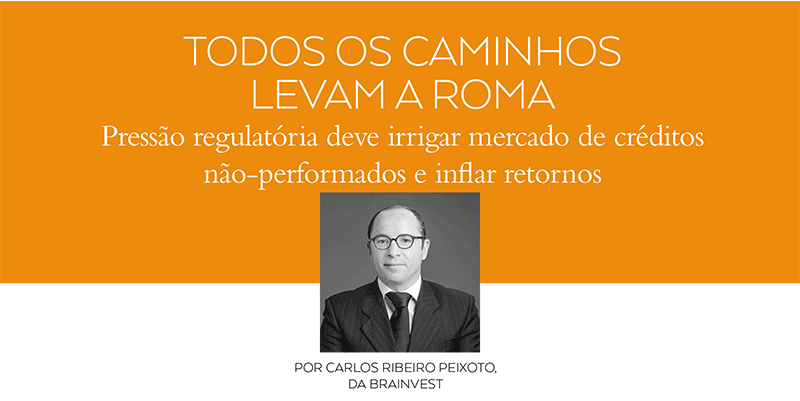 TODOS OS CAMINHOS
LEVAM A ROMA
Pressão regulatória deve irrigar mercado de créditos
não-performados e inflar retornos
POR CARLOS RIBEIRO PEIXOTO,
DA BRAINVEST